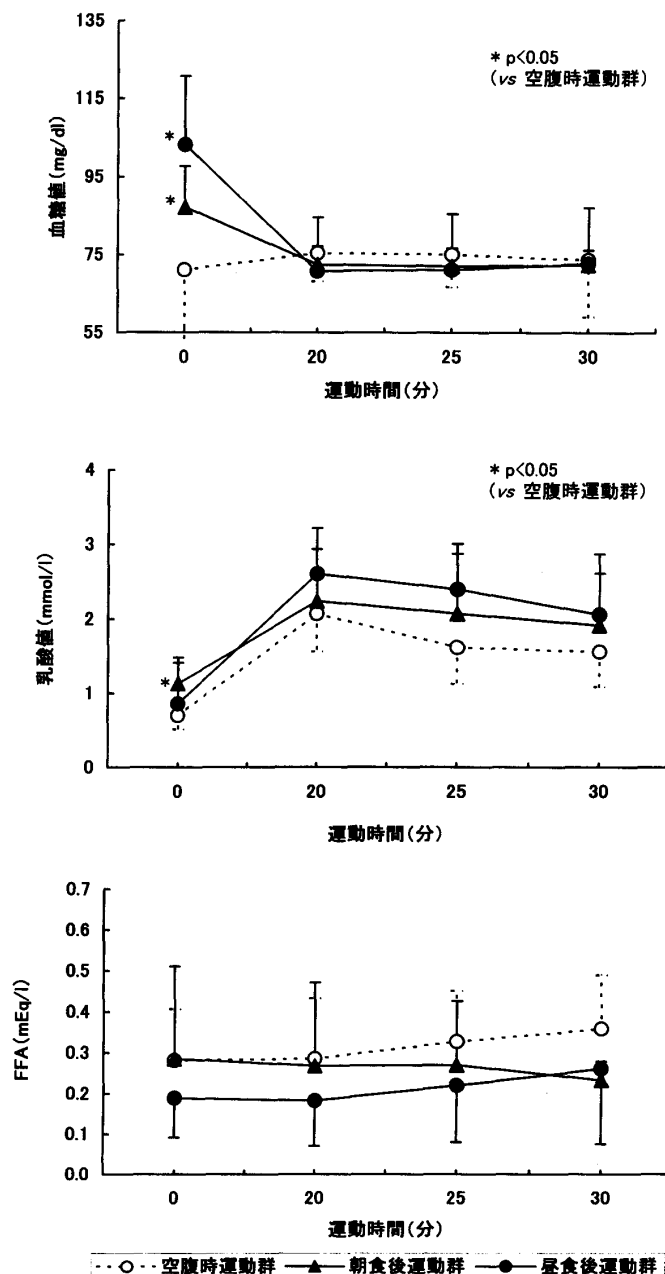 135
115
95
75
55
血糖値(mg/dl)
* p<0.05
(vs 空腹時運動群)
*
*
0 20 25 30
運動時間(分)
4
3
2
1
0
乳酸値(mmol/l)
* p<0.05
(vs 空腹時運動群)
*
0 20 25 30
運動時間(分)
0.7
0.6
0.5
0.4
0.3
0.2
0.1
0.0
FFA(mEq/l)
0 20 25 30
運動時間(分)
空腹時運動群 朝食後運動群 昼食後運動群